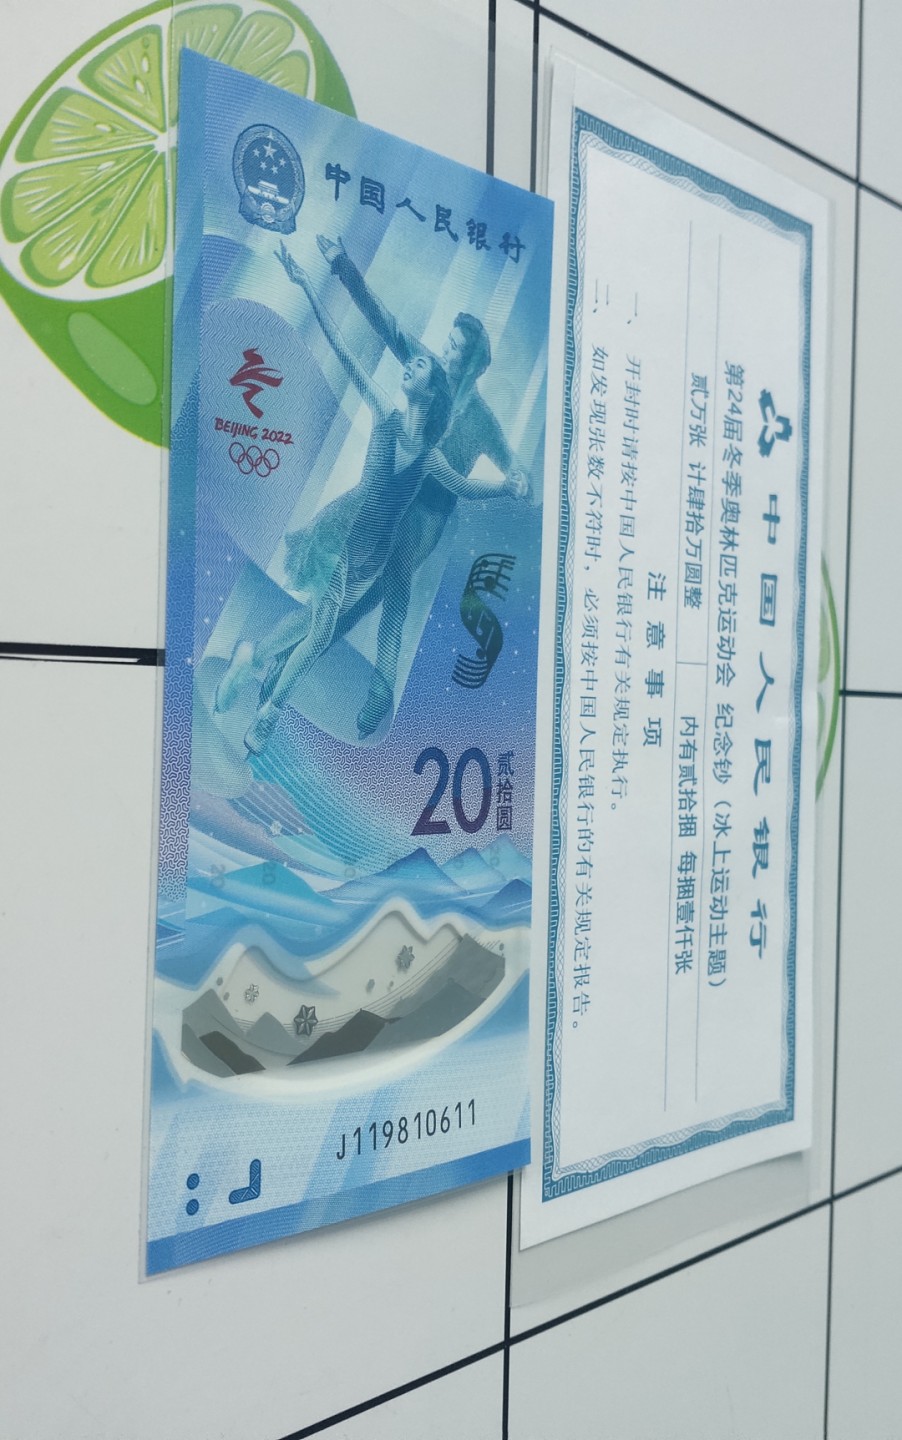 中国人民银行
BEIJING 2022
20
贰拾圆
20
20
20
20
J119810611
中国人民银行
第24届冬季奥林匹克运动会 纪念钞（冰上运动主题）
贰万张 计肆拾万圆整 内有贰拾捆 每捆壹仟张
注意事项
一、开封时请按中国人民银行有关规定执行。
二、如发现张数不符时，必须按中国人民银行的有关规定报告。